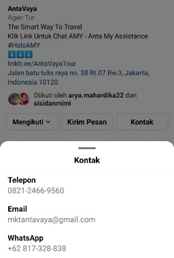 AntaVaya
Agen Tur
The Smart Way To Travel
Klik Link Untuk Chat AMY - Anta My Assistance
#HaloAMY
⬇️⬇️⬇️
linktr.ee/AntaVayaTour
Jalan batu tulis raya no. 38 Rt.07 Rw.3, Jakarta,
Indonesia 10120
Diikuti oleh arya.mahardika22 dan
sisidanmimi
Mengikuti
Kirim Pesan
Kontak
Kontak
Telepon
0821-2466-9560
Email
mktantavaya@gmail.com
WhatsApp
+62 817-328-838